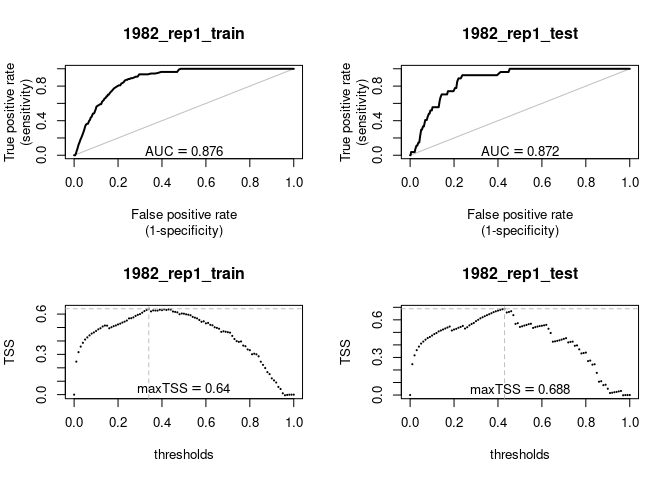 1982_rep1_train
True positive rate
(sensitivity)
0.0 0.4 0.8
AUC = 0.876
0.0 0.2 0.4 0.6 0.8 1.0
False positive rate
(1-specificity)
1982_rep1_test
True positive rate
(sensitivity)
0.0 0.4 0.8
AUC = 0.872
0.0 0.2 0.4 0.6 0.8 1.0
False positive rate
(1-specificity)
1982_rep1_train
TSS
0.0 0.3 0.6
maxTSS = 0.64
0.0 0.2 0.4 0.6 0.8 1.0
thresholds
1982_rep1_test
TSS
0.0 0.3 0.6
maxTSS = 0.688
0.0 0.2 0.4 0.6 0.8 1.0
thresholds